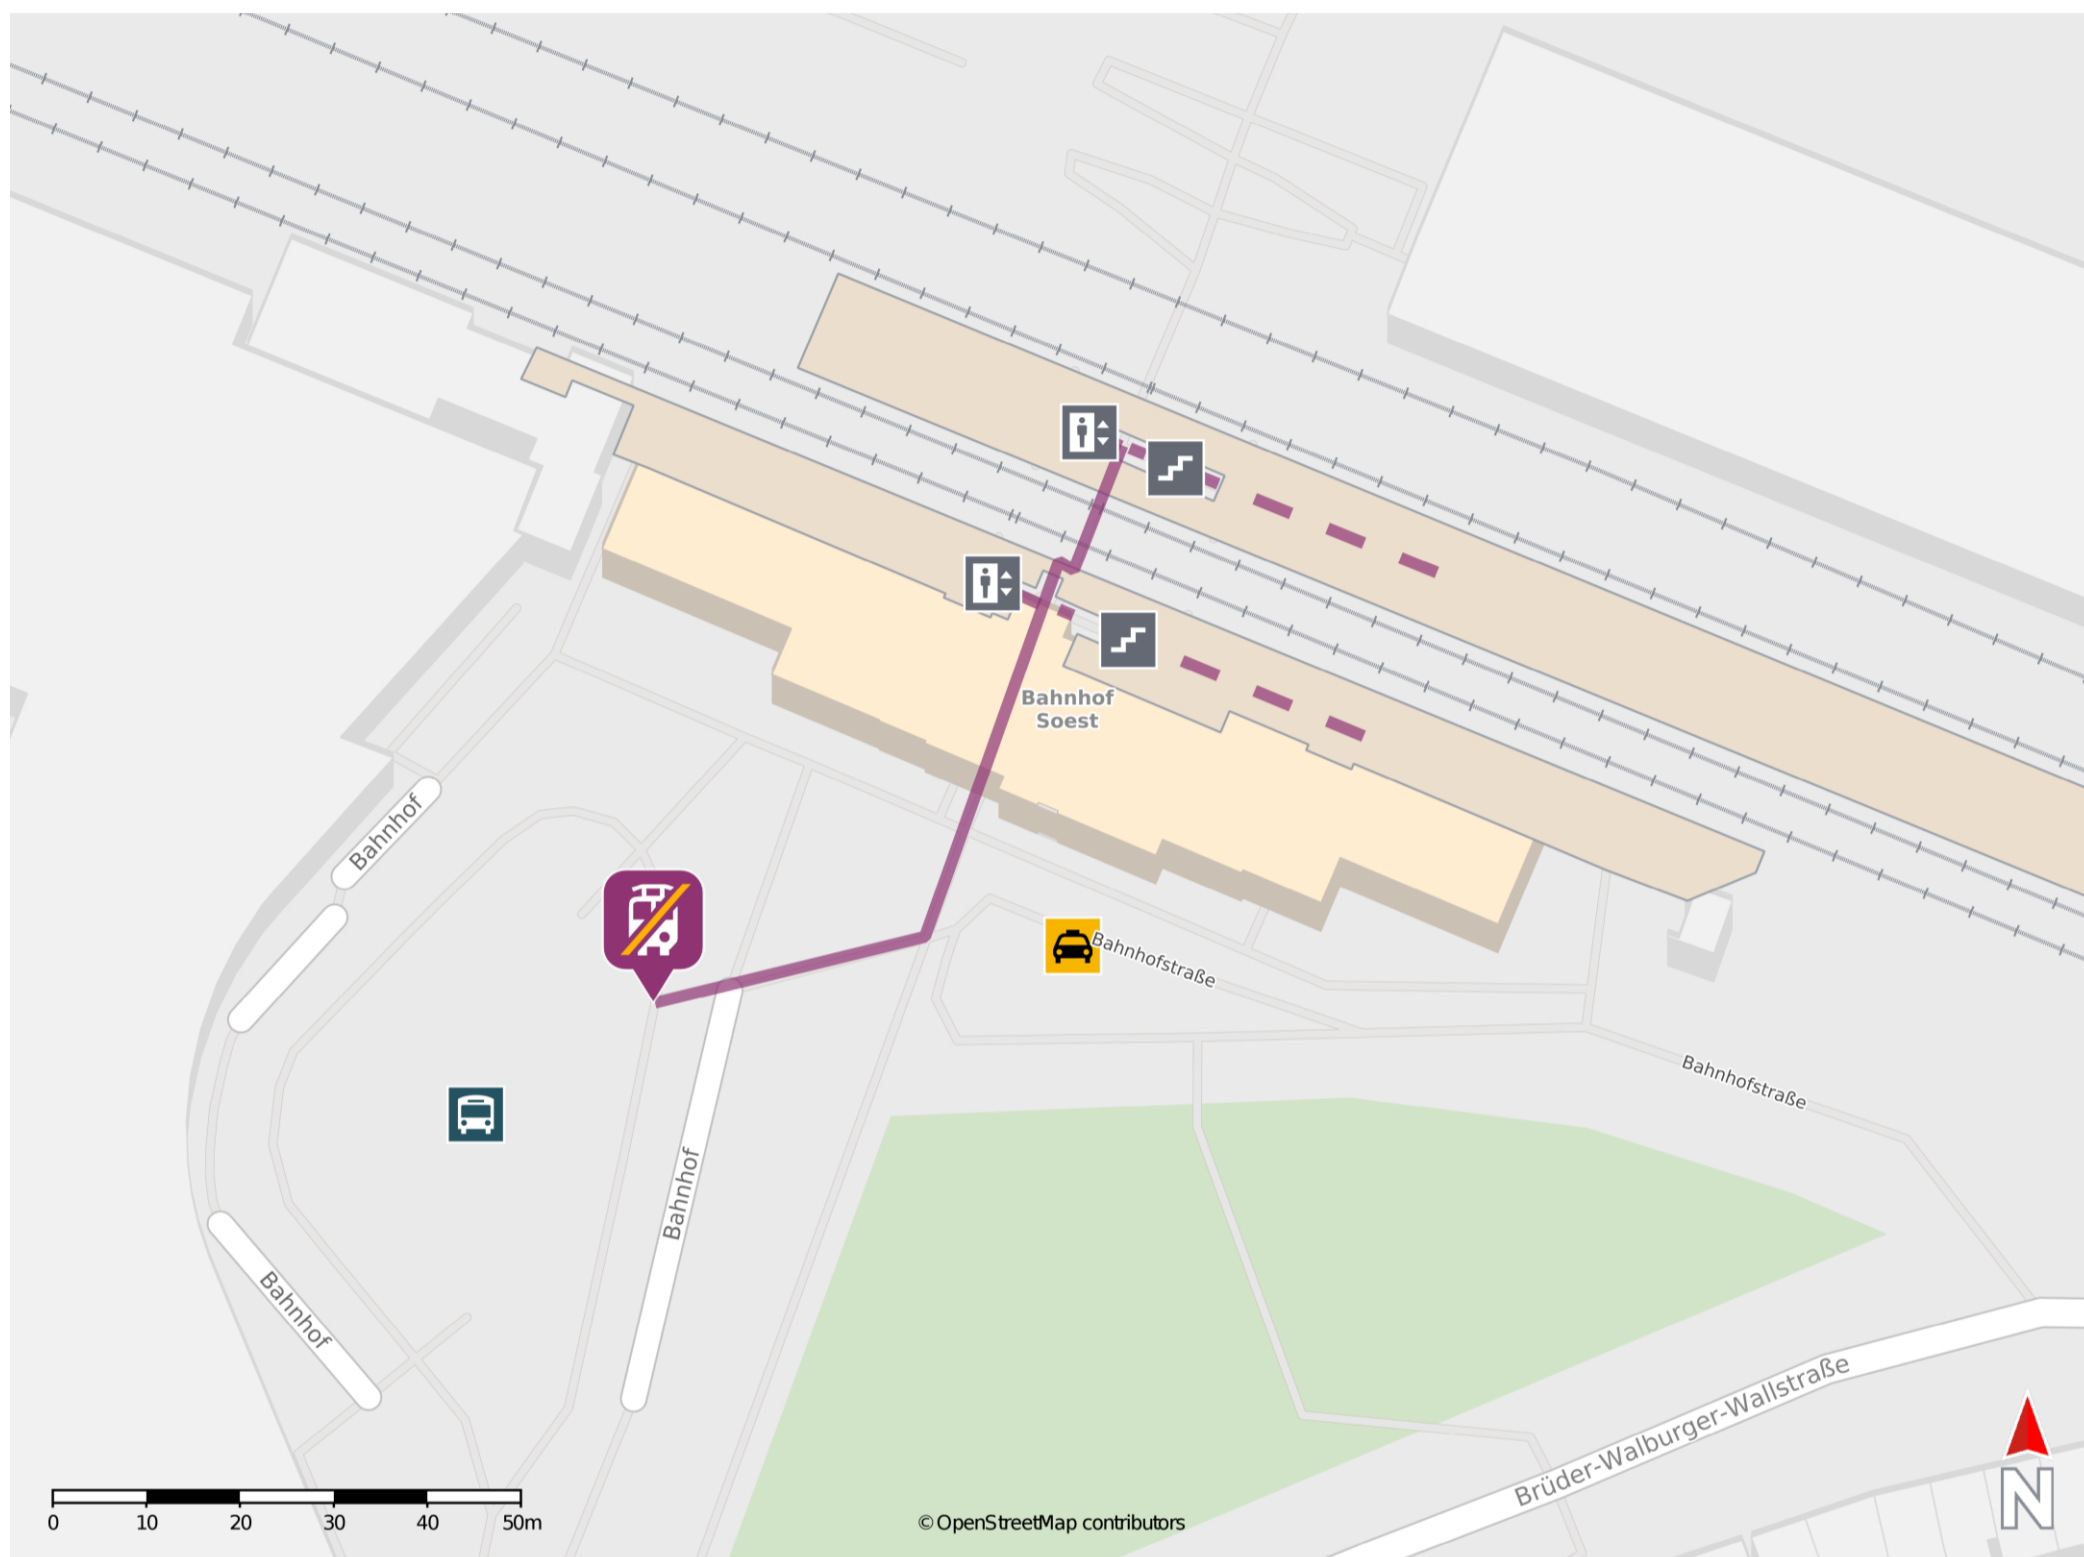 Bahnhof
Soest
Bahnhof
Bahnhofstraße
Bahnhofstraße
Bahnhof
Bahnhof
Brüder-Walburger-Wallstraße
N
0 10 20 30 40 50m
© OpenStreetMap contributors